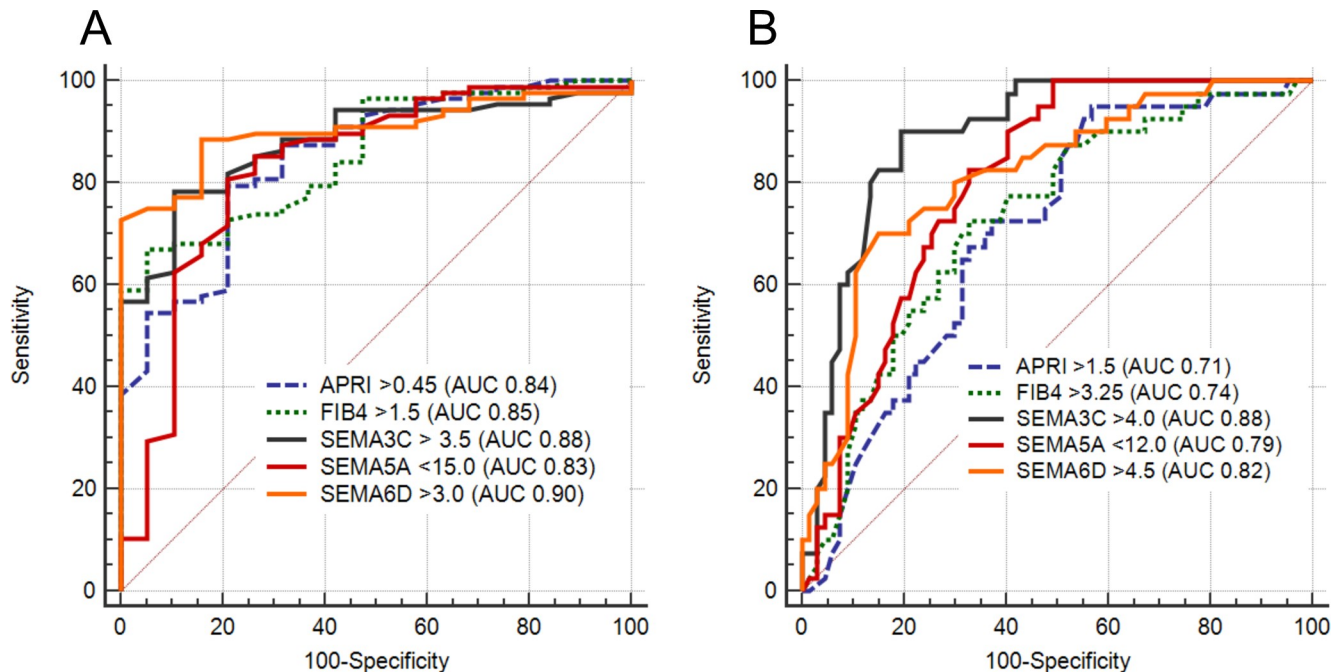 A
B
100
80
60
40
20
0
Sensitivity
0 20 40 60 80 100
100-Specificity
APRI >0.45 (AUC 0.84)
FIB4 >1.5 (AUC 0.85)
SEMA3C > 3.5 (AUC 0.88)
SEMA5A <15.0 (AUC 0.83)
SEMA6D >3.0 (AUC 0.90)
100
80
60
40
20
0
Sensitivity
0 20 40 60 80 100
100-Specificity
APRI >1.5 (AUC 0.71)
FIB4 >3.25 (AUC 0.74)
SEMA3C >4.0 (AUC 0.88)
SEMA5A <12.0 (AUC 0.79)
SEMA6D >4.5 (AUC 0.82)